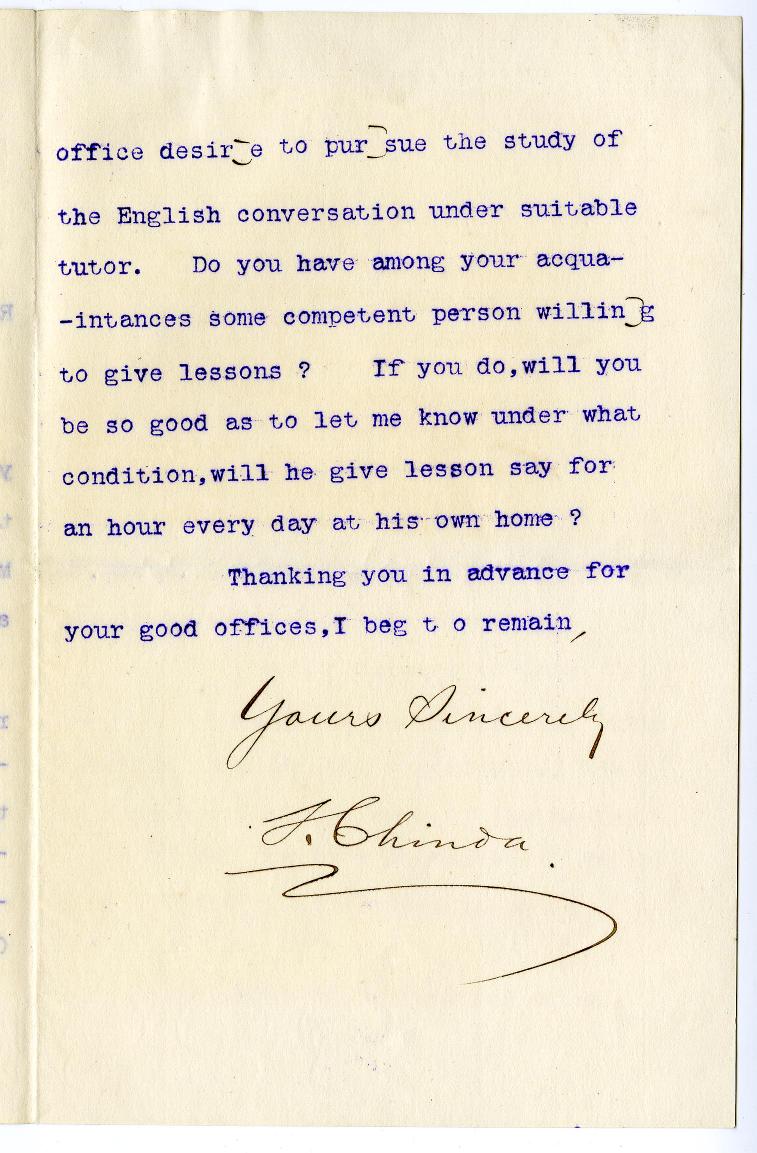 office desire to pursue the study of
the English conversation under suitable
tutor. Do you have among your acqua-
-intances some competent person willing
to give lessons ? If you do,will you
be so good as to let me know under what
condition,will he give lesson say for
an hour every day at his own home ?
Thanking you in advance for
your good offices,I beg t o remain,
Yours Sincerely
S. Chinda.